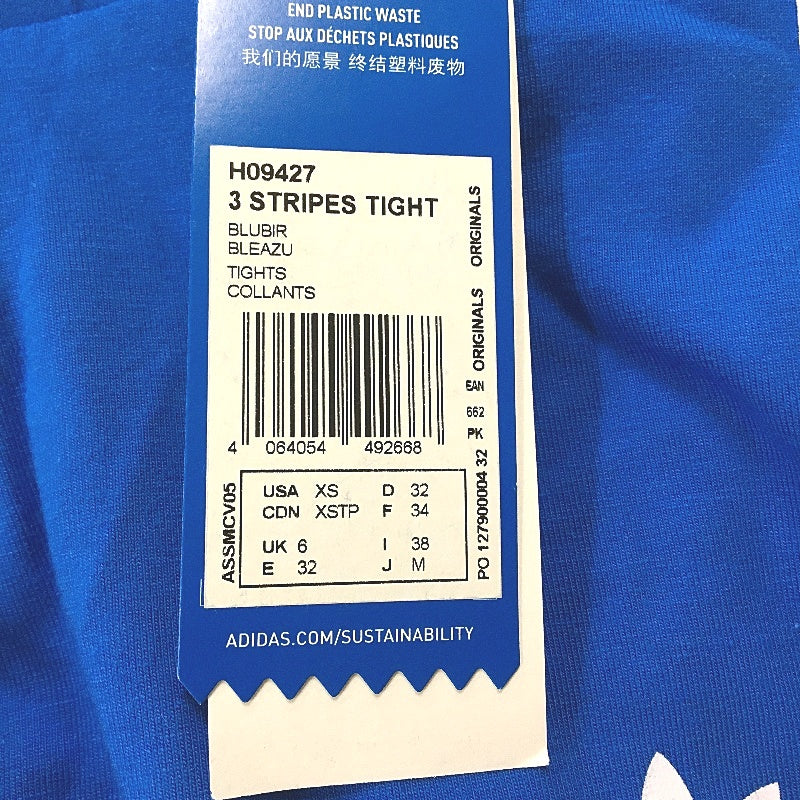 END PLASTIC WASTE
STOP AUX DÉCHETS PLASTIQUES
我们的愿景 终结塑料废物
H09427
3 STRIPES TIGHT
BLUBIR
BLEAZU
TIGHTS
COLLANTS
ORIGINALS
ORIGINALS
EAN
662
PK
4 064054 492668
ASSMCV05
USA XS D 32
CDN XSTP F 34
UK 6 I 38
E 32 J M
PO 127900004 32
ADIDAS.COM/SUSTAINABILITY